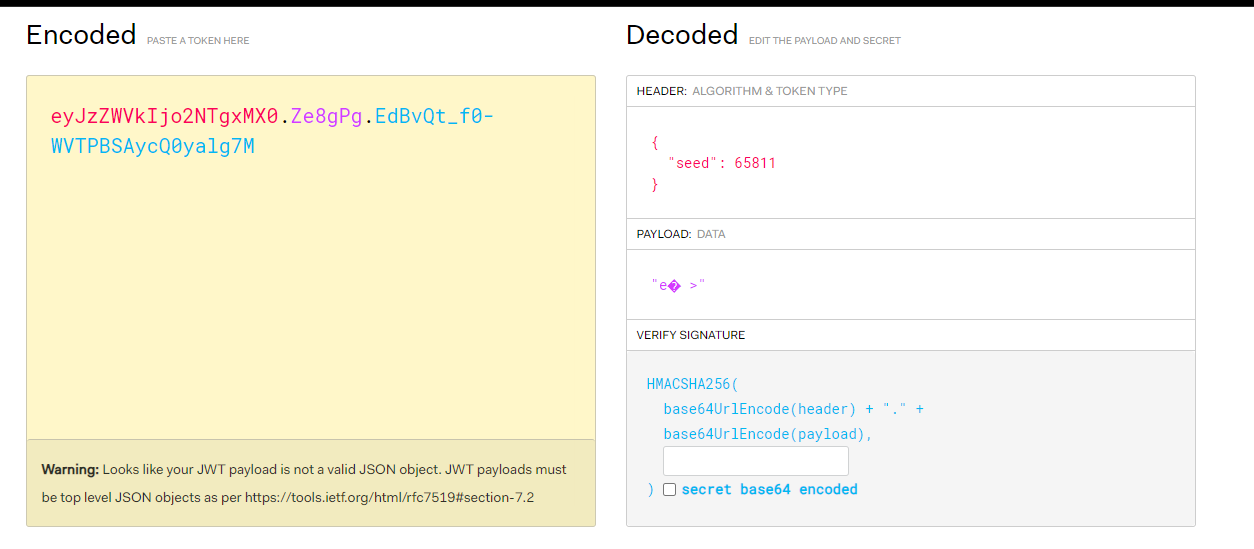 Encoded PASTE A TOKEN HERE
eyJzZWVkIjo2NTgxMX0.Ze8gPg.EdBvQt_f0-
WVTPBSAycQ0yalg7M
Warning: Looks like your JWT payload is not a valid JSON object. JWT payloads must
be top level JSON objects as per https://tools.ietf.org/html/rfc7519#section-7.2
Decoded EDIT THE PAYLOAD AND SECRET
HEADER: ALGORITHM & TOKEN TYPE
{
"seed": 65811
}
PAYLOAD: DATA
"e� >"
VERIFY SIGNATURE
HMACSHA256(
base64UrlEncode(header) + "." +
base64UrlEncode(payload),
) secret base64 encoded